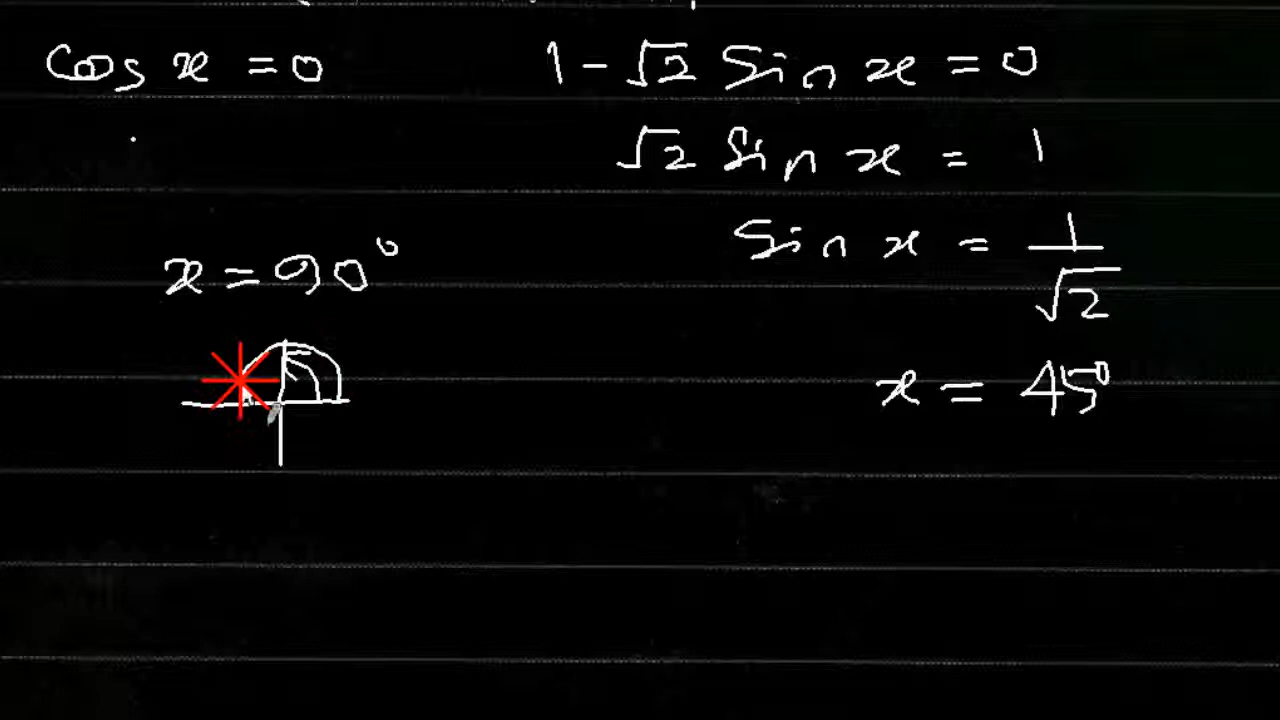 cos x = 0
1 - √2 sin x = 0
√2 sin x = 1
sin x = 1/√2
x = 90°
x = 45°